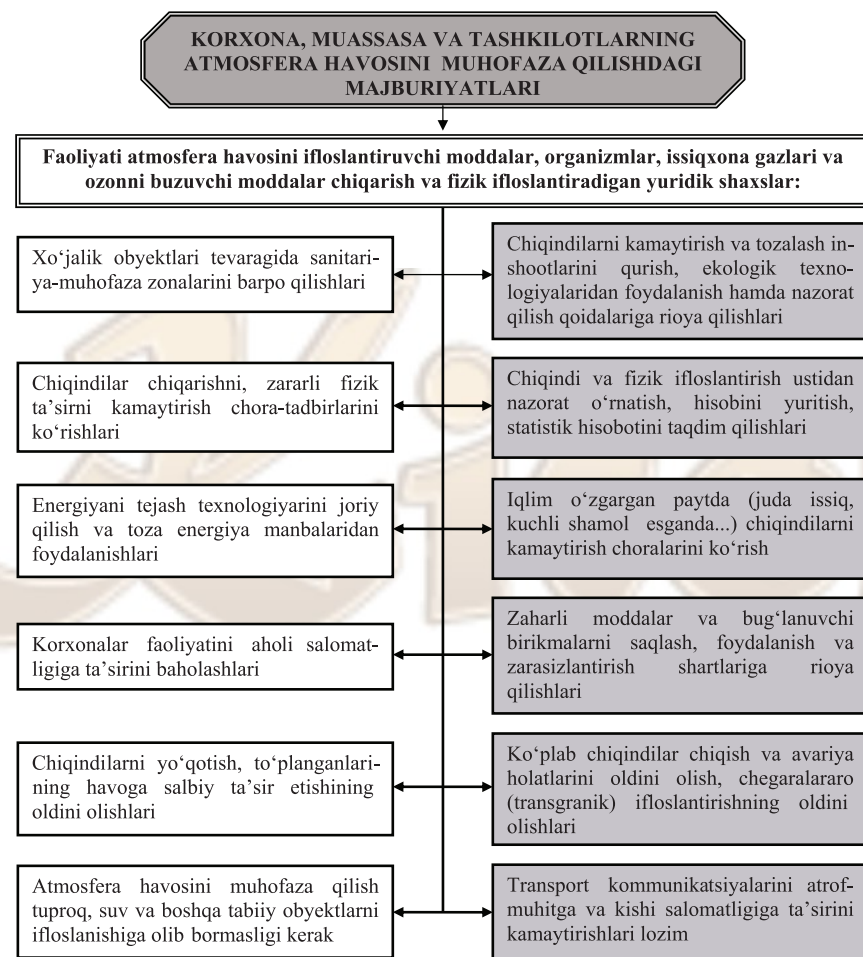 KORXONA, MUASSASA VA TASHKILOTLARNING
ATMOSFERA HAVOSINI MUHOFAZA QILISHDAGI
MAJBURIYATLARI
Faoliyati atmosfera havosini ifloslantiruvchi moddalar, organizmlar, issiqxona gazlari va
ozonni buzuvchi moddalar chiqarish va fizik ifloslantiradigan yuridik shaxslar:
Xo‘jalik obyektlari tevaragida sanitari-
ya-muhofaza zonalarini barpo qilishlari
Chiqindilarni kamaytirish va tozalash in-
shootlarini qurish, ekologik texno-
logiyalaridan foydalanish hamda nazorat
qilish qoidalariga rioya qilishlari
Chiqindilar chiqarishni, zararli fizik
ta’sirni kamaytirish chora-tadbirlarini
ko‘rishlari
Chiqindi va fizik ifloslantirish ustidan
nazorat o‘rnatish, hisobini yuritish,
statistik hisobotini taqdim qilishlari
Energiyani tejash texnologiyarini joriy
qilish va toza energiya manbalaridan
foydalanishlari
Iqlim o‘zgargan paytda (juda issiq,
kuchli shamol esganda...) chiqindilarni
kamaytirish choralarini ko‘rish
Korxonalar faoliyatini aholi salomat-
ligiga ta’sirini baholashlari
Zaharli moddalar va bug‘lanuvchi
birikmalarni saqlash, foydalanish va
zarasizlantirish shartlariga rioya
qilishlari
Chiqindilarni yo‘qotish, to‘planganlari-
ning havoga salbiy ta’sir etishining
oldini olishlari
Ko‘plab chiqindilar chiqish va avariya
holatlarini oldini olish, chegaralararo
(transgranik) ifloslantirishning oldini
olishlari
Atmosfera havosini muhofaza qilish
tuproq, suv va boshqa tabiiy obyektlarni
ifloslanishiga olib bormasligi kerak
Transport kommunikatsiyalarini atrof-
muhitga va kishi salomatligiga ta’sirini
kamaytirishlari lozim